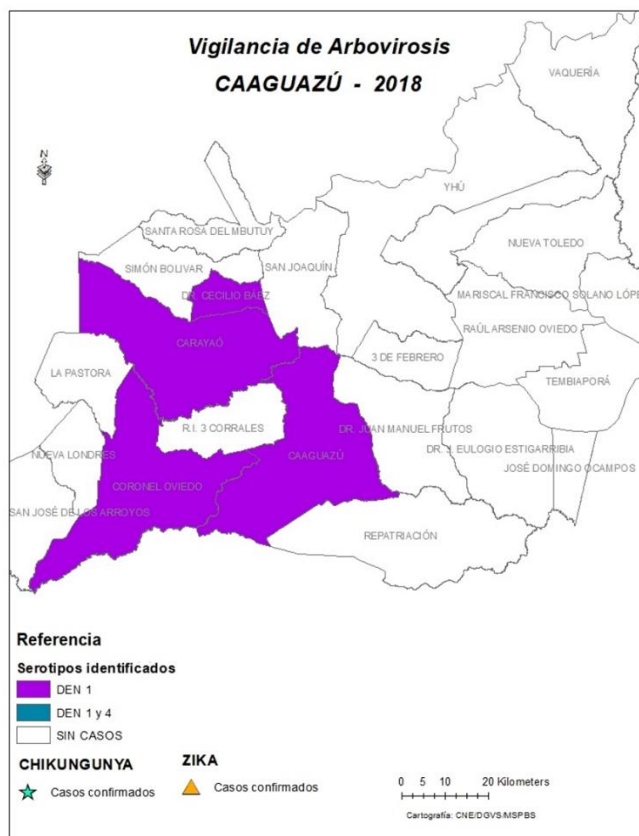 Vigilancia de Arbovirosis
CAAGUAZÚ - 2018
VAQUERÍA
N
YHÚ
SANTA ROSA DEL MBUTUY
NUEVA TOLEDO
SIMÓN BOLIVAR
SAN JOAQUÍN
DR. CECILIO BÁEZ
MARISCAL FRANCISCO SOLANO LÓPE
CARAYAÓ
RAÚL ARSENIO OVIEDO
3 DE FEBRERO
LA PASTORA
TEMBIAPORÁ
R.I. 3 CORRALES
DR. JUAN MANUEL FRUTOS
DR. J. EULOGIO ESTIGARRIBIA
NUEVA LONDRES
CAAGUAZÚ
JOSÉ DOMINGO OCAMPOS
CORONEL OVIEDO
SAN JOSÉ DE LOS ARROYOS
REPATRIACIÓN
Referencia
Serotipos identificados
DEN 1
DEN 1 y 4
SIN CASOS
CHIKUNGUNYA
ZIKA
Casos confirmados
Casos confirmados
0 5 10 20 Kilometers
Cartografía: CNE/DGVS/MSPBS